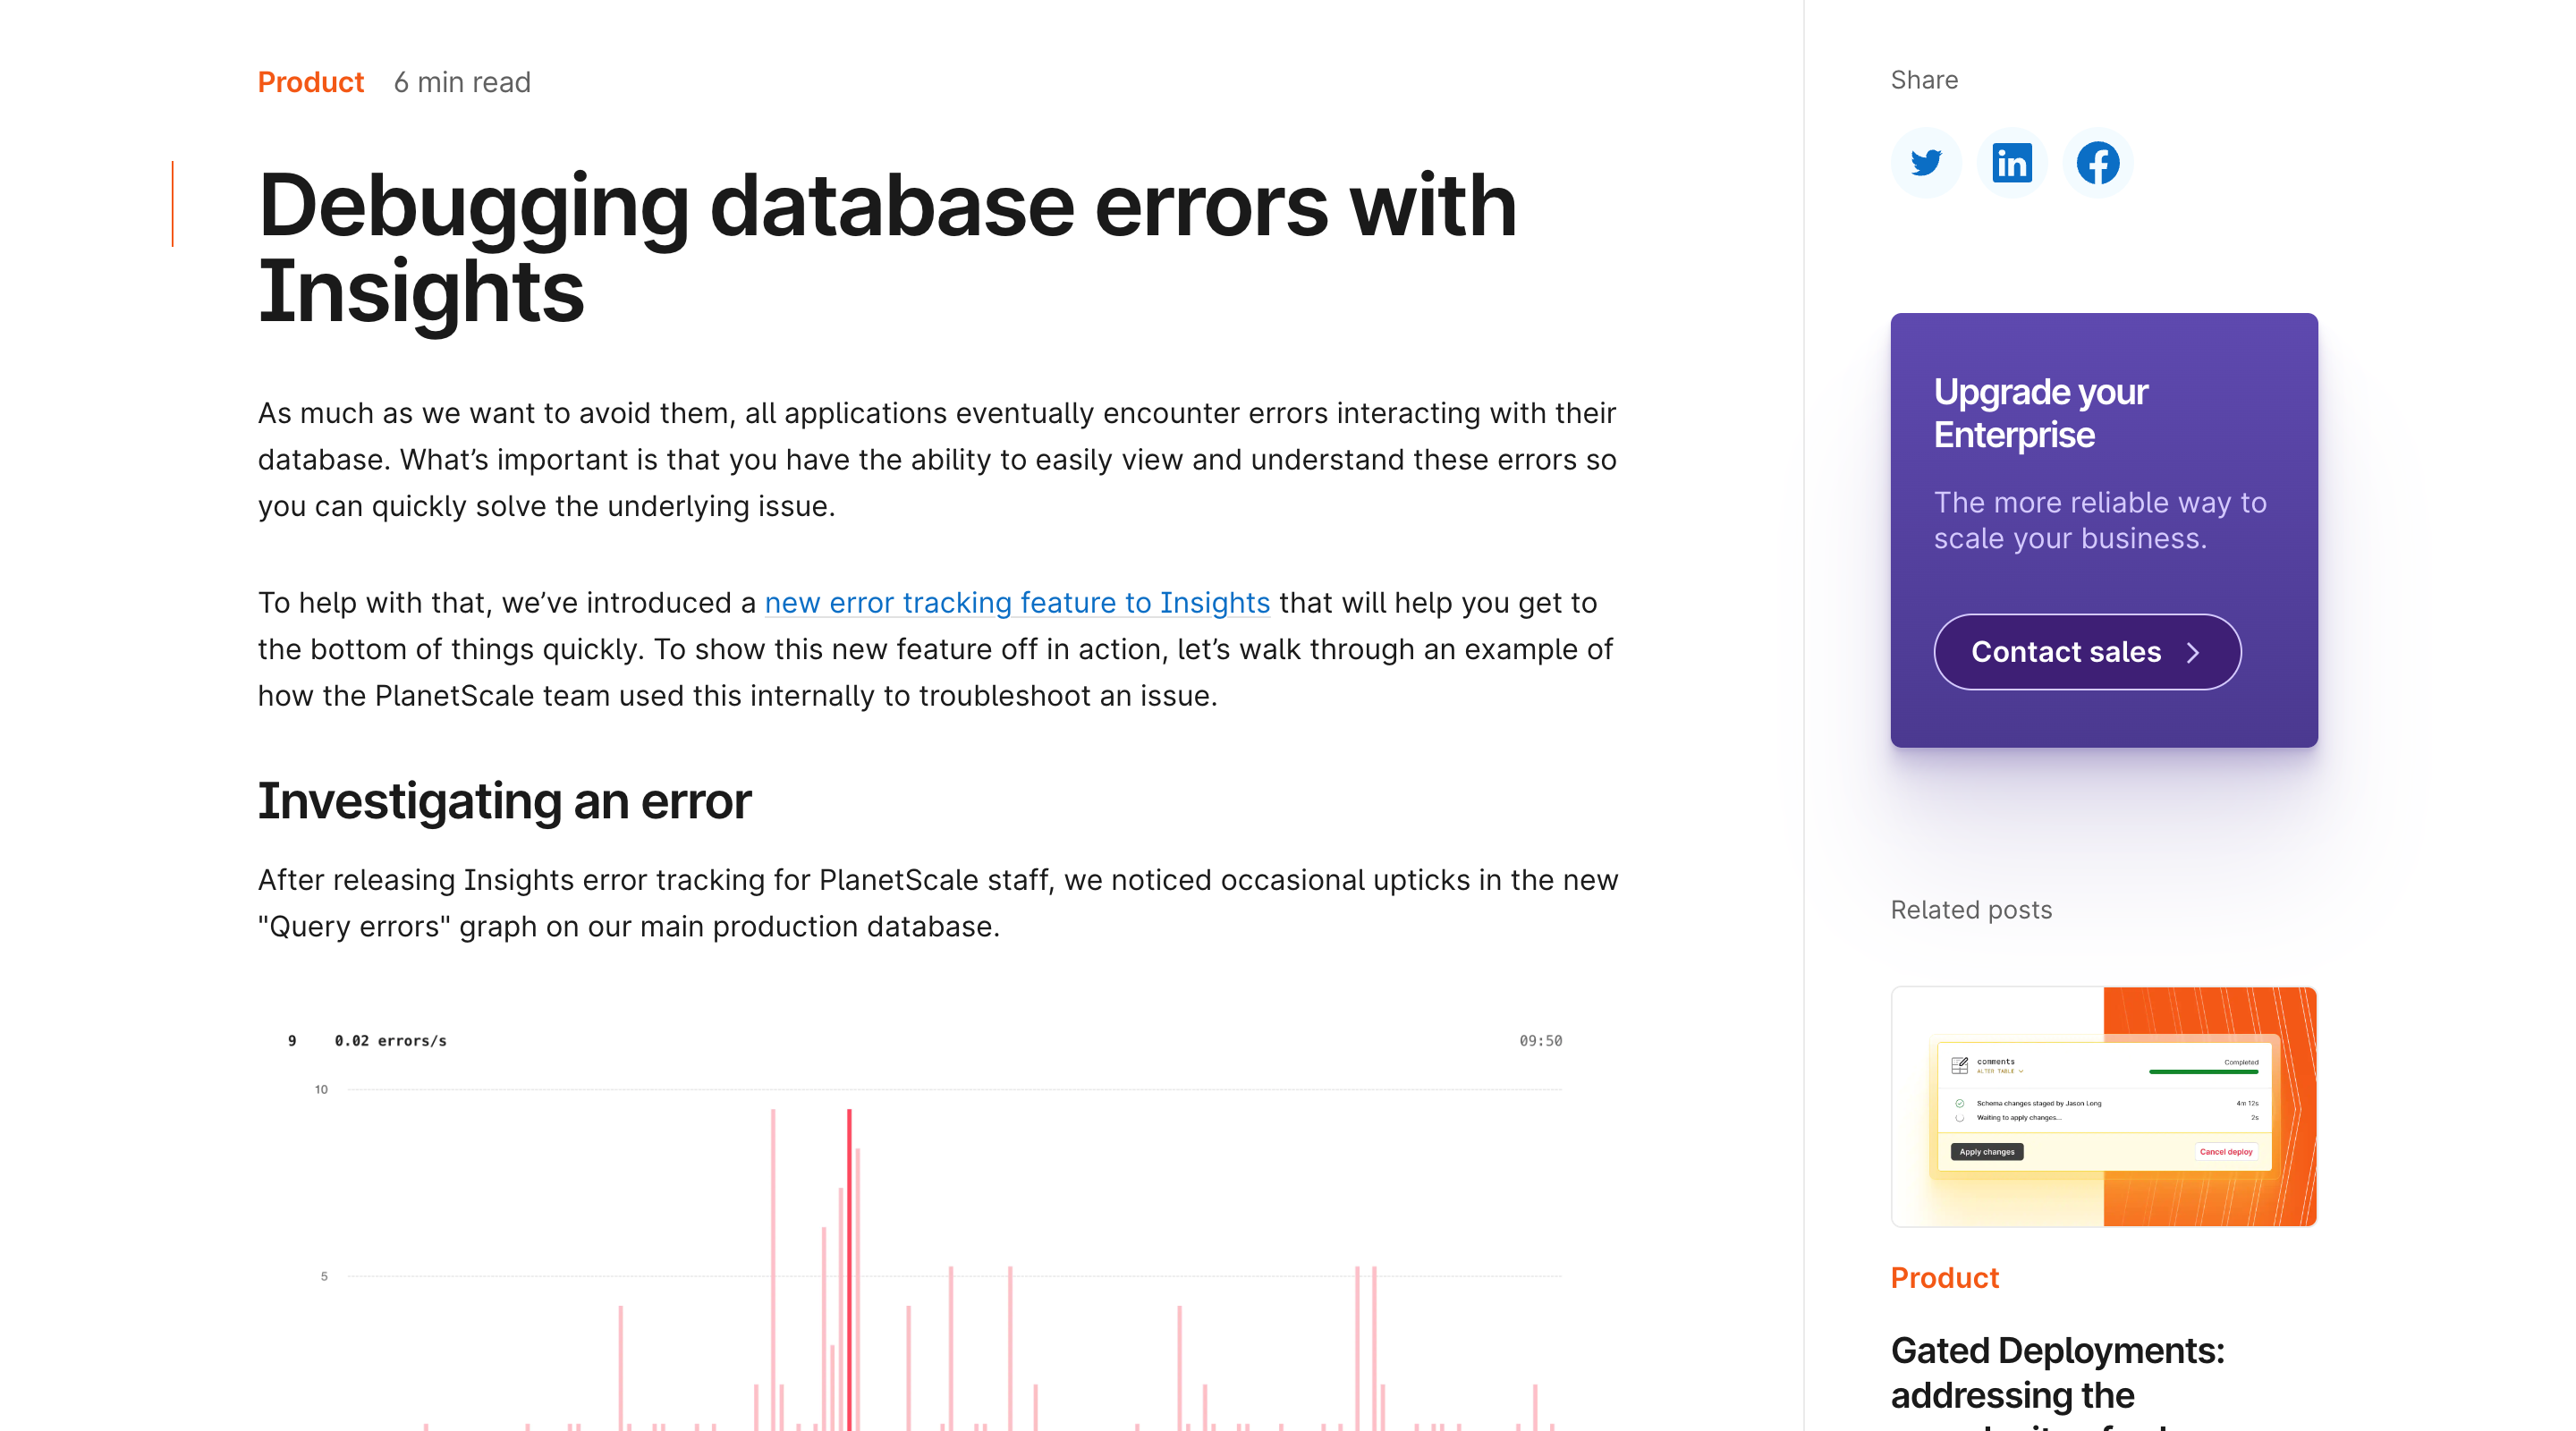 Product 6 min read
Debugging database errors with
Insights
As much as we want to avoid them, all applications eventually encounter errors interacting with their
database. What’s important is that you have the ability to easily view and understand these errors so
you can quickly solve the underlying issue.
To help with that, we’ve introduced a new error tracking feature to Insights that will help you get to
the bottom of things quickly. To show this new feature off in action, let’s walk through an example of
how the PlanetScale team used this internally to troubleshoot an issue.
Investigating an error
After releasing Insights error tracking for PlanetScale staff, we noticed occasional upticks in the new
"Query errors" graph on our main production database.
9 0.02 errors/s 09:50
10
5
Share
Upgrade your
Enterprise
The more reliable way to
scale your business.
Contact sales
Related posts
comments Completed
ALTER TABLE
Schema changes staged by Jason Long 4m 12s
Waiting to apply changes... 2s
Apply changes Cancel deploy
Product
Gated Deployments:
addressing the